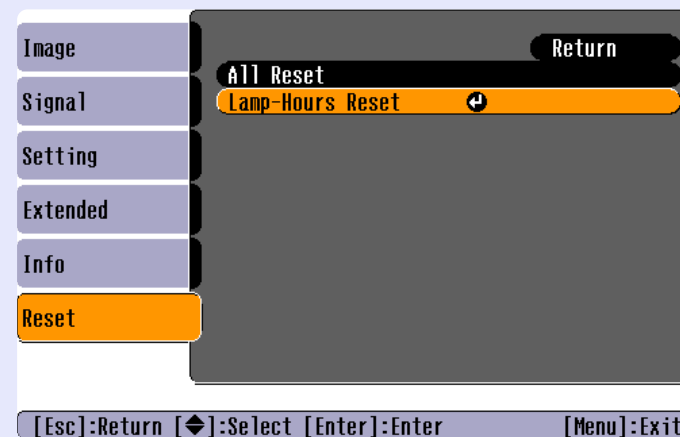 Image
Signal
Setting
Extended
Info
Reset
Return
All Reset
Lamp-Hours Reset
[Esc]:Return [◆]:Select [Enter]:Enter [Menu]:Exit